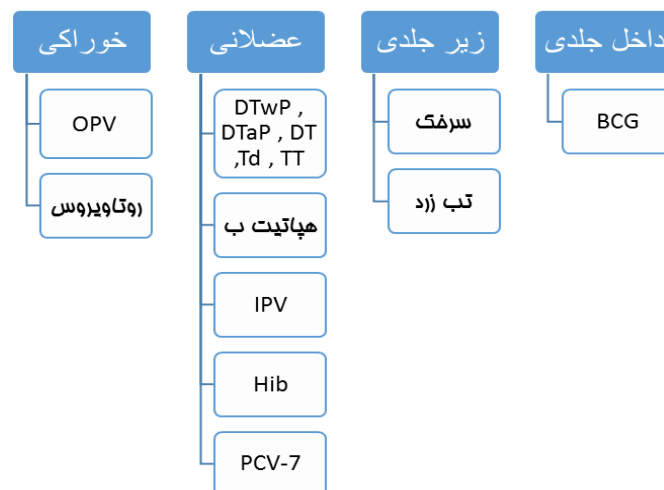 داخل جلدی
BCG
زیر جلدی
سرخک
تب زرد
عضلانی
DTwP ,
DTaP , DT
,Td , TT
هپاتیت ب
IPV
Hib
PCV-7
خوراکی
OPV
روتاویروس